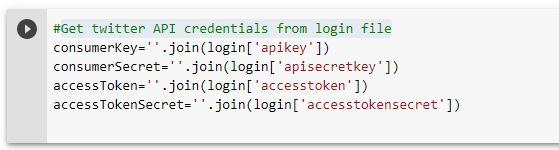 #Get twitter API credentials from login file
consumerKey=''.join(login['apikey'])
consumerSecret=''.join(login['apisecretkey'])
accessToken=''.join(login['accesstoken'])
accessTokenSecret=''.join(login['accesstokensecret'])